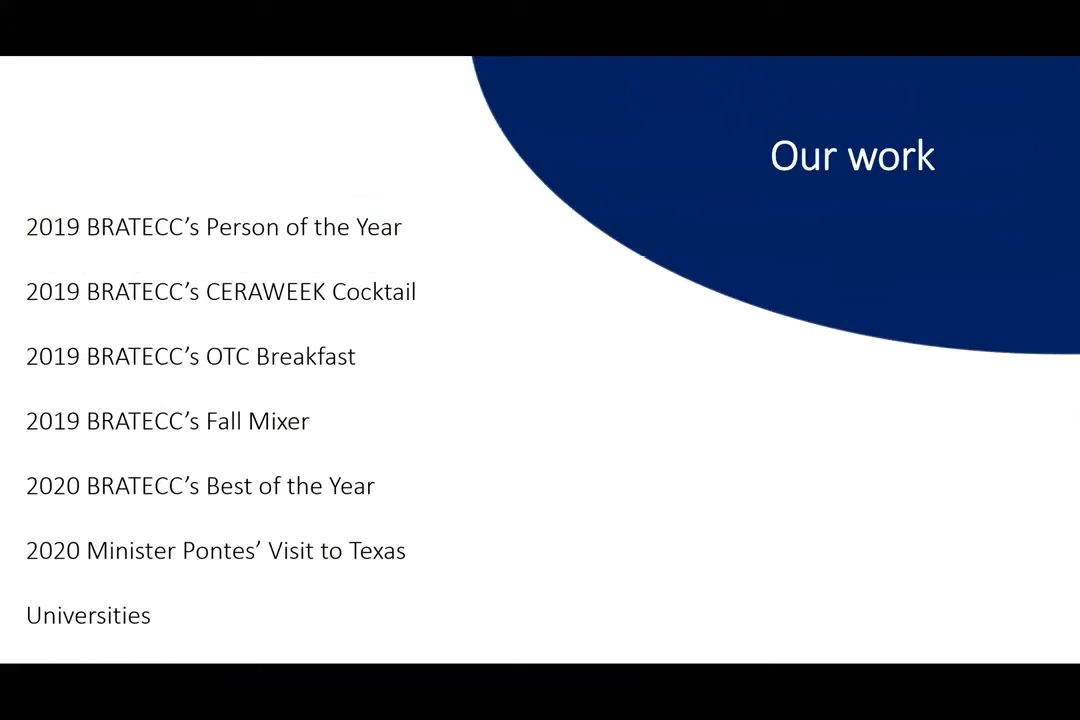 Our work
2019 BRATECC’s Person of the Year
2019 BRATECC’s CERAWEEK Cocktail
2019 BRATECC’s OTC Breakfast
2019 BRATECC’s Fall Mixer
2020 BRATECC’s Best of the Year
2020 Minister Pontes’ Visit to Texas
Universities